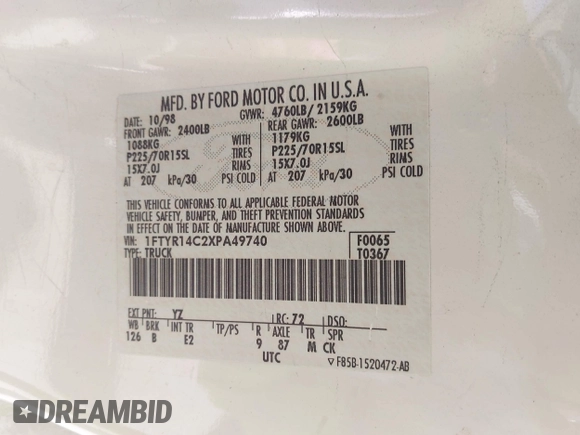 MFD. BY FORD MOTOR CO. IN U.S.A.
DATE: 10/98 GVWR: 4760LB/ 2159KG
FRONT GAWR: 2400LB REAR GAWR: 2600LB
1088KG WITH 1179KG WITH
P225/70R15SL TIRES P225/70R15SL TIRES
15X7.0J RIMS 15X7.0J RIMS
AT 207 kPa/30 PSI COLD AT 207 kPa/30 PSI COLD
THIS VEHICLE CONFORMS TO ALL APPLICABLE FEDERAL MOTOR
VEHICLE SAFETY, BUMPER, AND THEFT PREVENTION STANDARDS
IN EFFECT ON THE DATE OF MANUFACTURE SHOWN ABOVE.
VIN: 1FTYR14C2XPA49740 F0065
TYPE: TRUCK T0367
EXT PNT: YZ RC: 72 DSO:
WB BRK INT TR TP/PS R AXLE TR SPR
126 B E2 9 87 M CK
UTC F85B-1520472-AB
DREAMBID